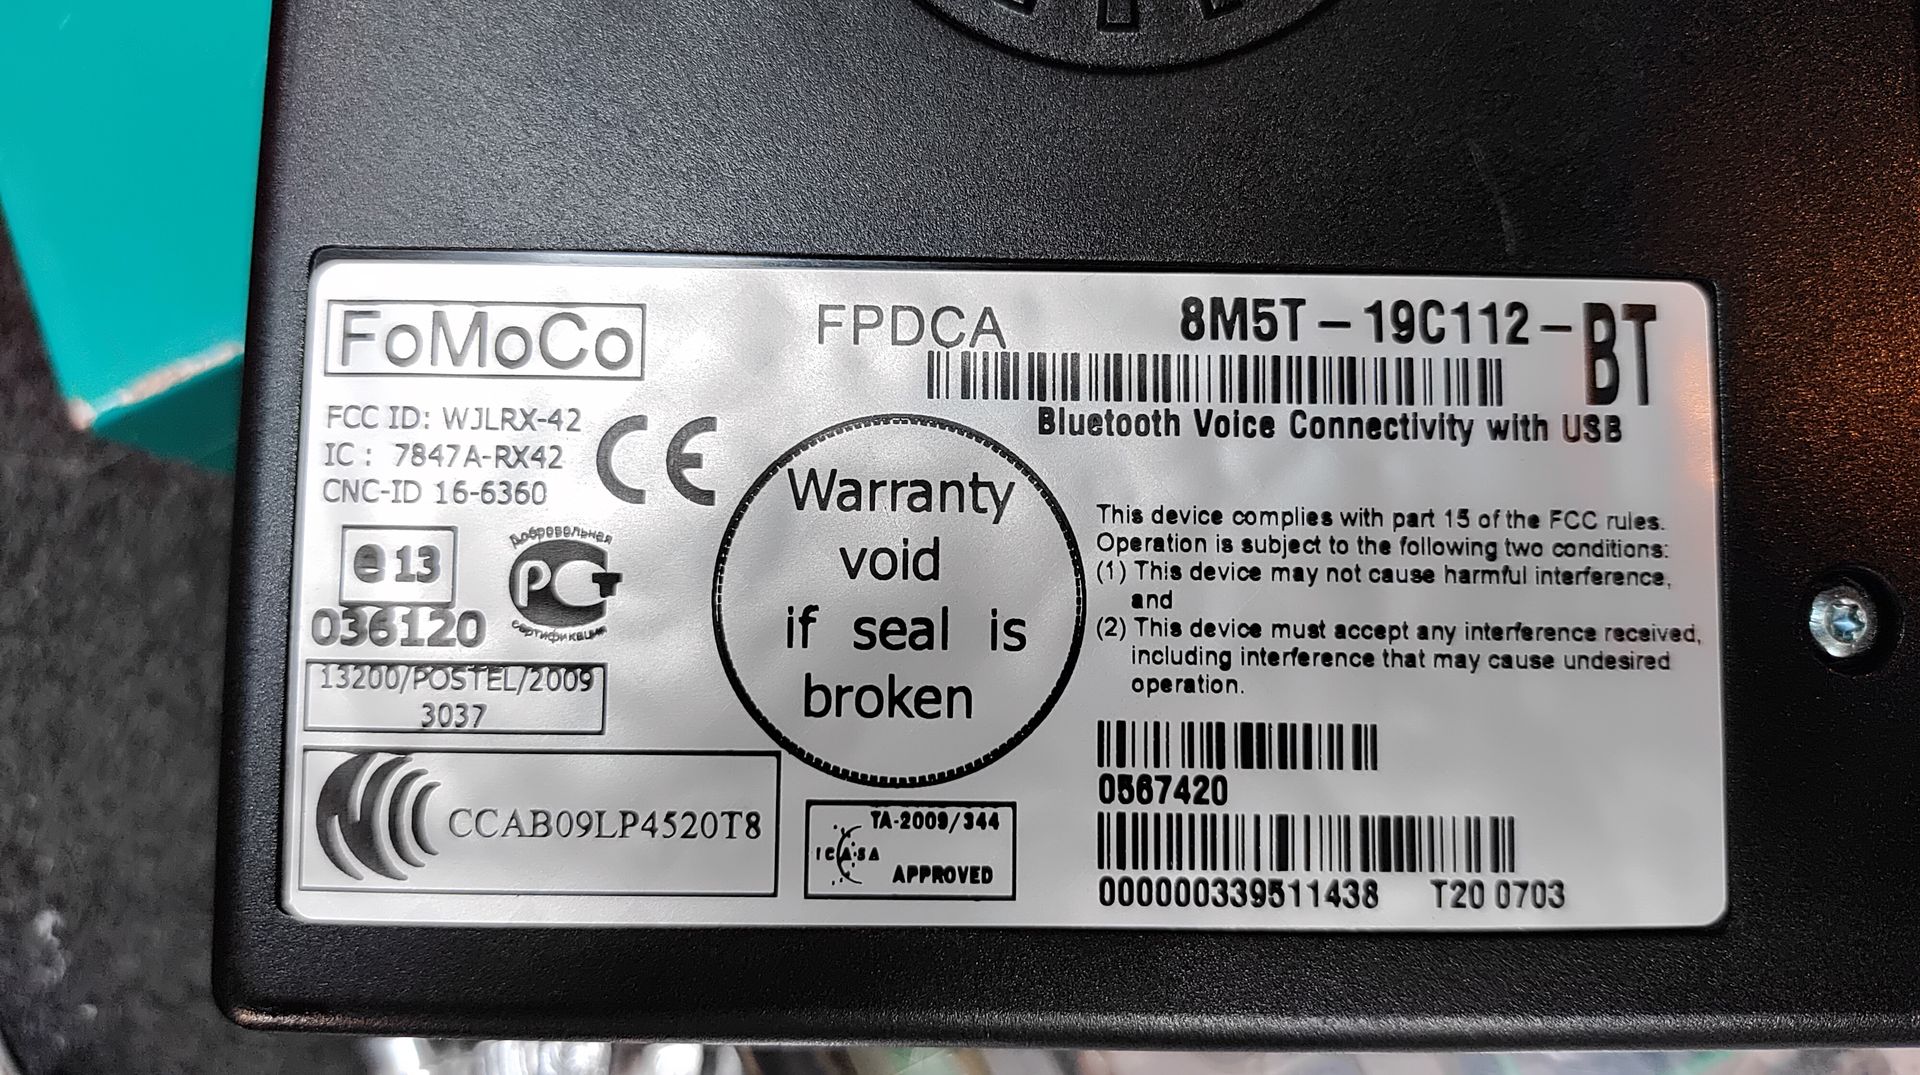 FoMoCo
FPDCA
8M5T-19C112-BT
Bluetooth Voice Connectivity with USB
FCC ID: WJLRX-42
IC: 7847A-RX42
CNC-ID 16-6360
CE
e13
036120
Добровольная
РСТ
сертификация
13200/POSTEL/2009
3037
NCC
CCAB09LP4520T8
Warranty
void
if seal is
broken
TA-2009/344
ICASA
APPROVED
This device complies with part 15 of the FCC rules.
Operation is subject to the following two conditions:
(1) This device may not cause harmful interference,
and
(2) This device must accept any interference received,
including interference that may cause undesired
operation.
0567420
000000339511438 T20 0703